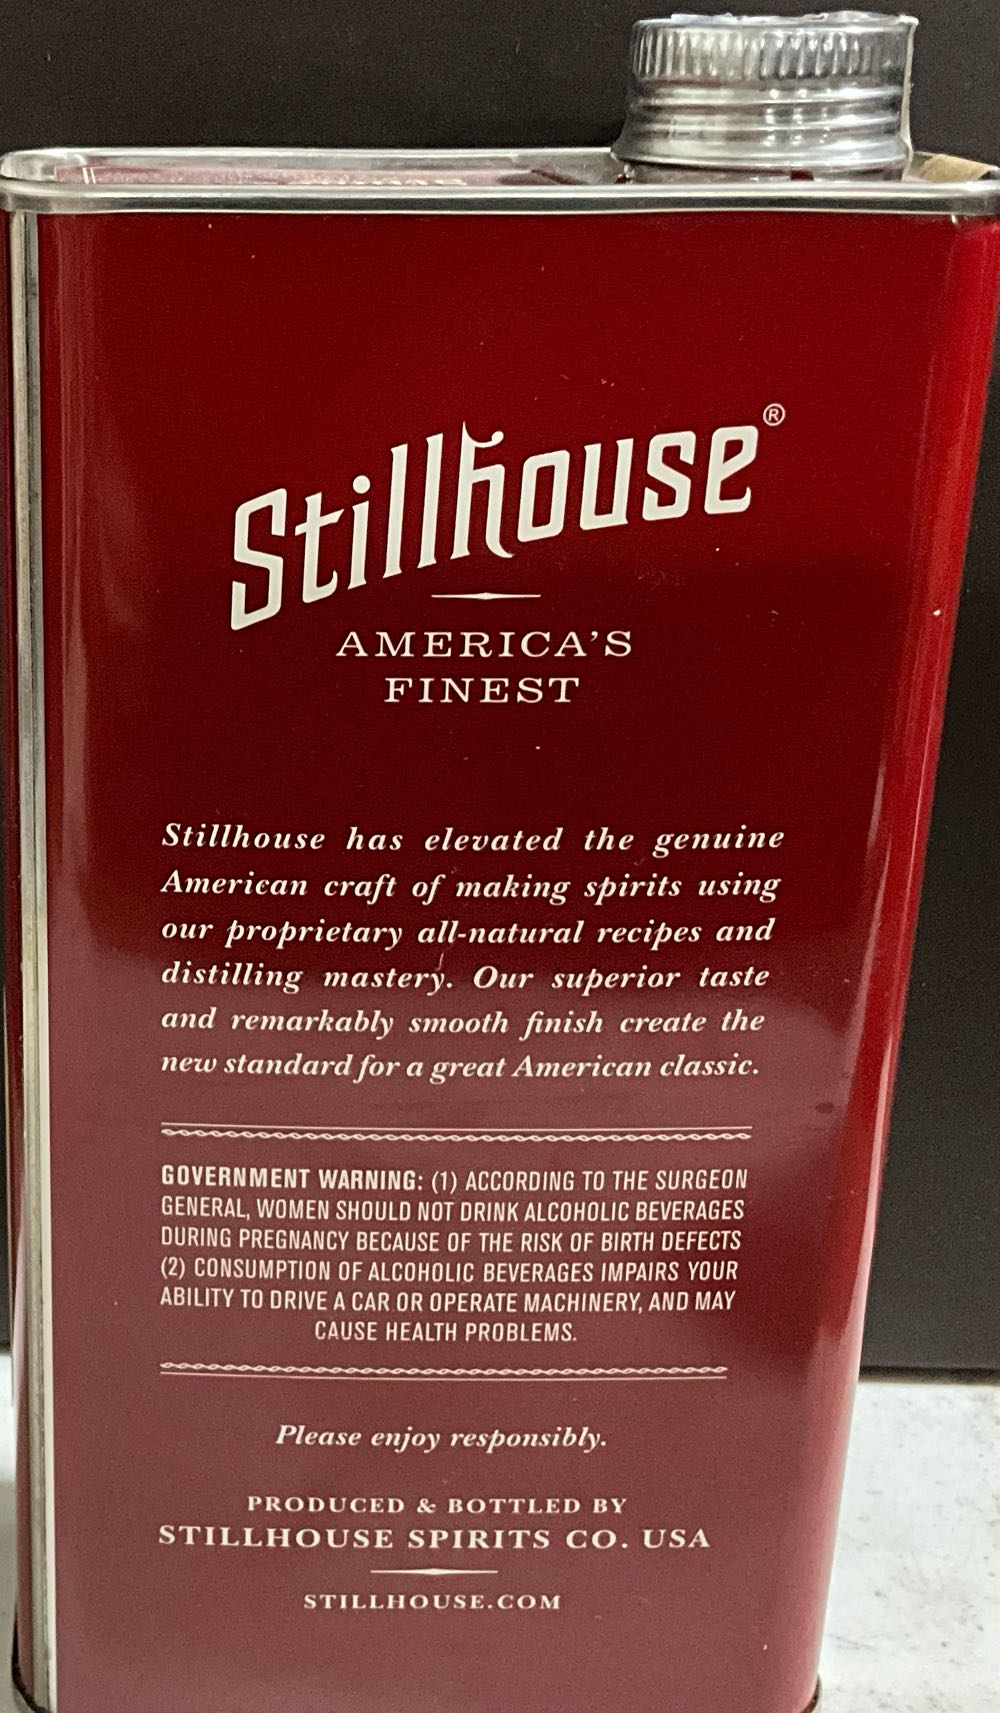 Stillhouse®
AMERICA'S
FINEST
Stillhouse has elevated the genuine
American craft of making spirits using
our proprietary all-natural recipes and
distilling mastery. Our superior taste
and remarkably smooth finish create the
new standard for a great American classic.
GOVERNMENT WARNING: (1) ACCORDING TO THE SURGEON
GENERAL, WOMEN SHOULD NOT DRINK ALCOHOLIC BEVERAGES
DURING PREGNANCY BECAUSE OF THE RISK OF BIRTH DEFECTS
(2) CONSUMPTION OF ALCOHOLIC BEVERAGES IMPAIRS YOUR
ABILITY TO DRIVE A CAR OR OPERATE MACHINERY, AND MAY
CAUSE HEALTH PROBLEMS.
Please enjoy responsibly.
PRODUCED & BOTTLED BY
STILLHOUSE SPIRITS CO. USA
STILLHOUSE.COM